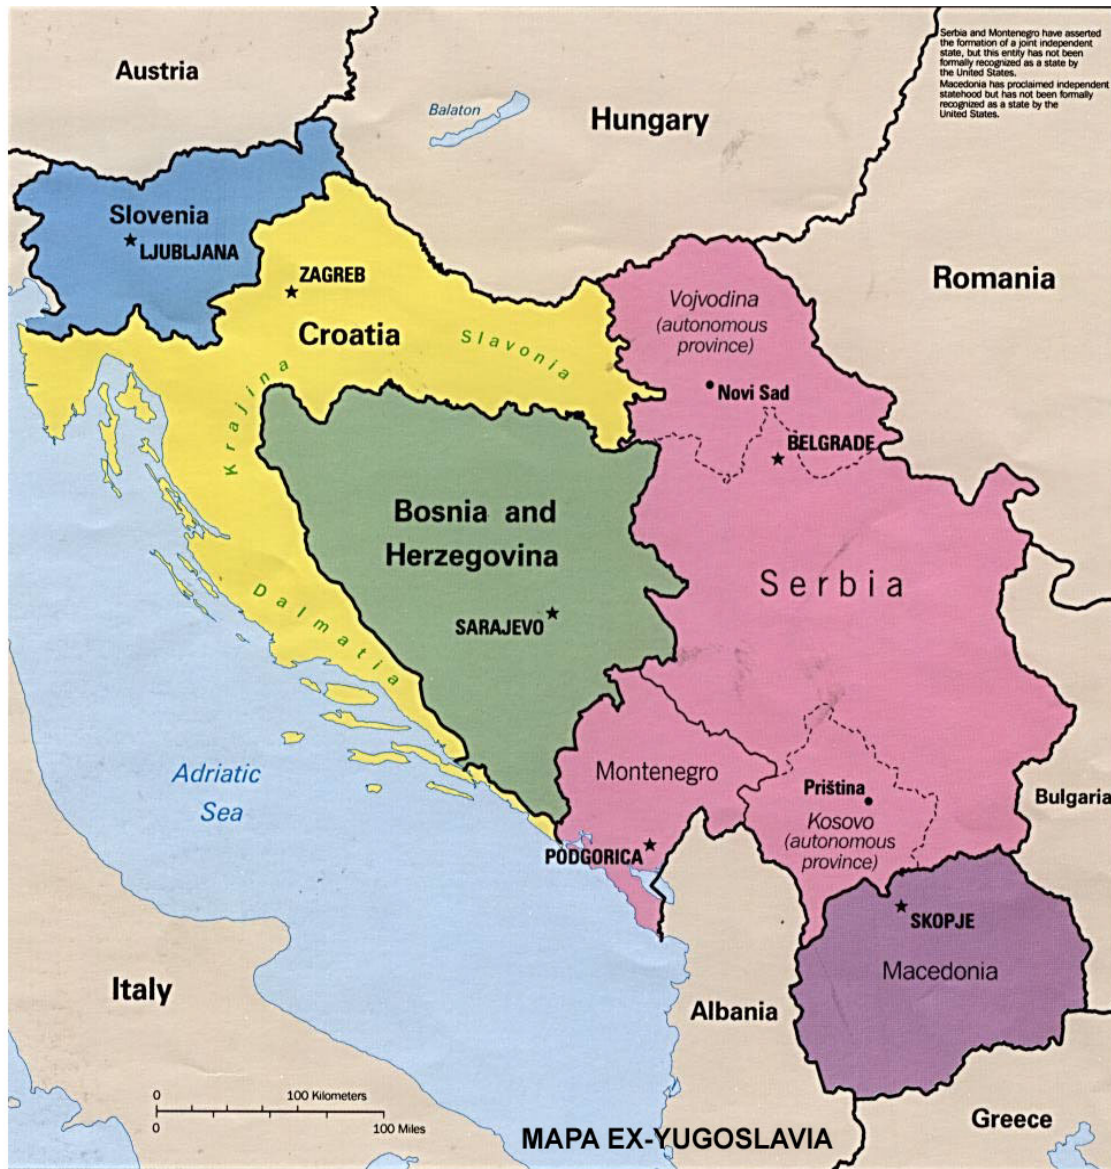 Serbia and Montenegro have asserted
the formation of a joint independent
state, but this entity has not been
formally recognized as a state by
the United States.
Macedonia has proclaimed independent
statehood but has not been formally
recognized as a state by the
United States.
Austria
Balaton
Hungary
Slovenia
LJUBLJANA
ZAGREB
Croatia
Slavonia
Krajina
Romania
Vojvodina
(autonomous
province)
Novi Sad
BELGRADE
Bosnia and
Herzegovina
SARAJEVO
Serbia
Dalmatia
Adriatic
Sea
Montenegro
PODGORICA
Priština
Kosovo
(autonomous
province)
Bulgaria
SKOPJE
Macedonia
Italy
Albania
Greece
0 100 Kilometers
0 100 Miles
MAPA EX-YUGOSLAVIA